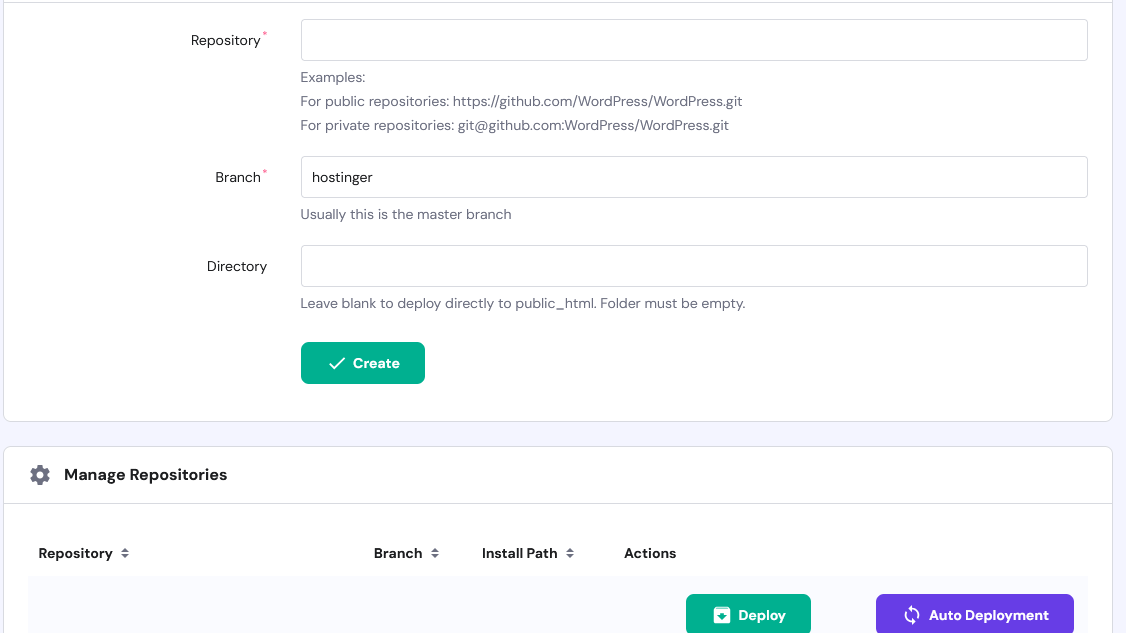 Repository*
Examples:
For public repositories: https://github.com/WordPress/WordPress.git
For private repositories: git@github.com:WordPress/WordPress.git
Branch*
hostinger
Usually this is the master branch
Directory
Leave blank to deploy directly to public_html. Folder must be empty.
Create
Manage Repositories
Repository Branch Install Path Actions
Deploy Auto Deployment